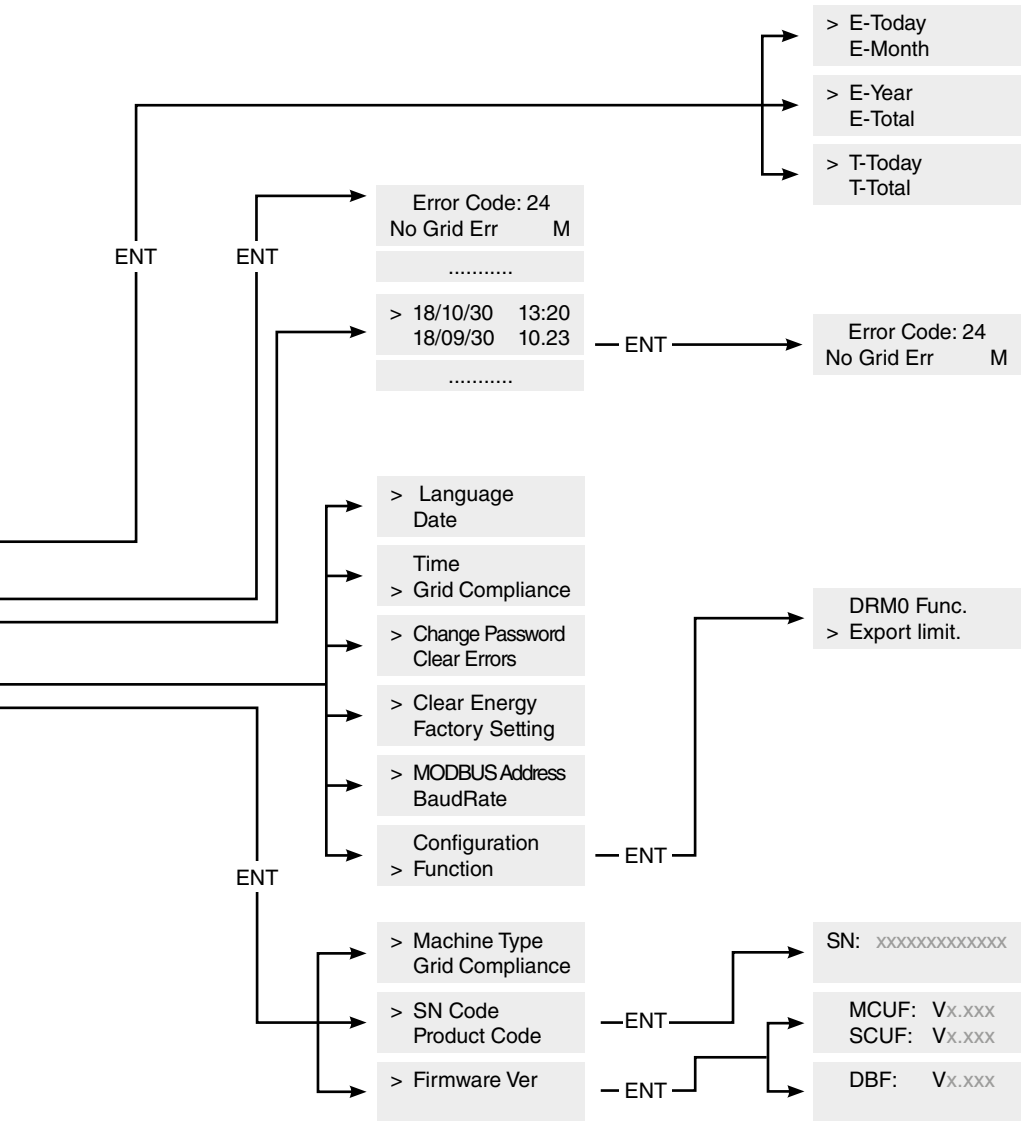 > E-Today
E-Month
> E-Year
E-Total
> T-Today
T-Total
ENT
ENT
Error Code: 24
No Grid Err M
...........
> 18/10/30 13:20
18/09/30 10.23
...........
ENT
Error Code: 24
No Grid Err M
> Language
Date
Time
> Grid Compliance
> Change Password
Clear Errors
> Clear Energy
Factory Setting
> MODBUS Address
BaudRate
Configuration
> Function
ENT
DRM0 Func.
> Export limit.
ENT
> Machine Type
Grid Compliance
> SN Code
Product Code
> Firmware Ver
ENT
ENT
SN: xxxxxxxxxxxxx
MCUF: Vx.xxx
SCUF: Vx.xxx
DBF: Vx.xxx